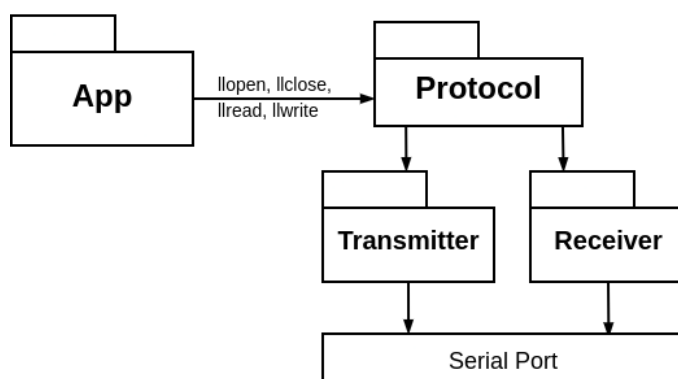 App
llopen, llclose,
llread, llwrite
Protocol
Transmitter
Receiver
Serial Port